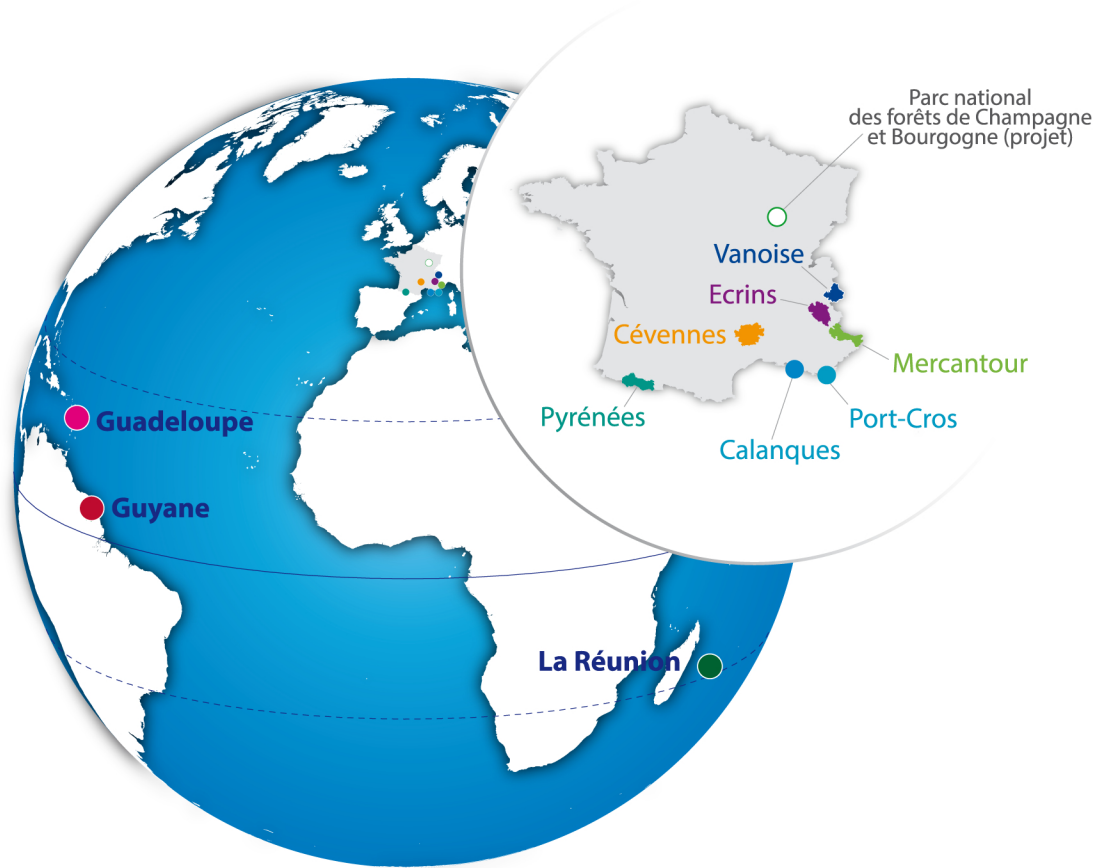 Parc national
des forêts de Champagne
et Bourgogne (projet)
Vanoise
Ecrins
Cévennes
Mercantour
Pyrénées
Port-Cros
Calanques
Guadeloupe
Guyane
La Réunion